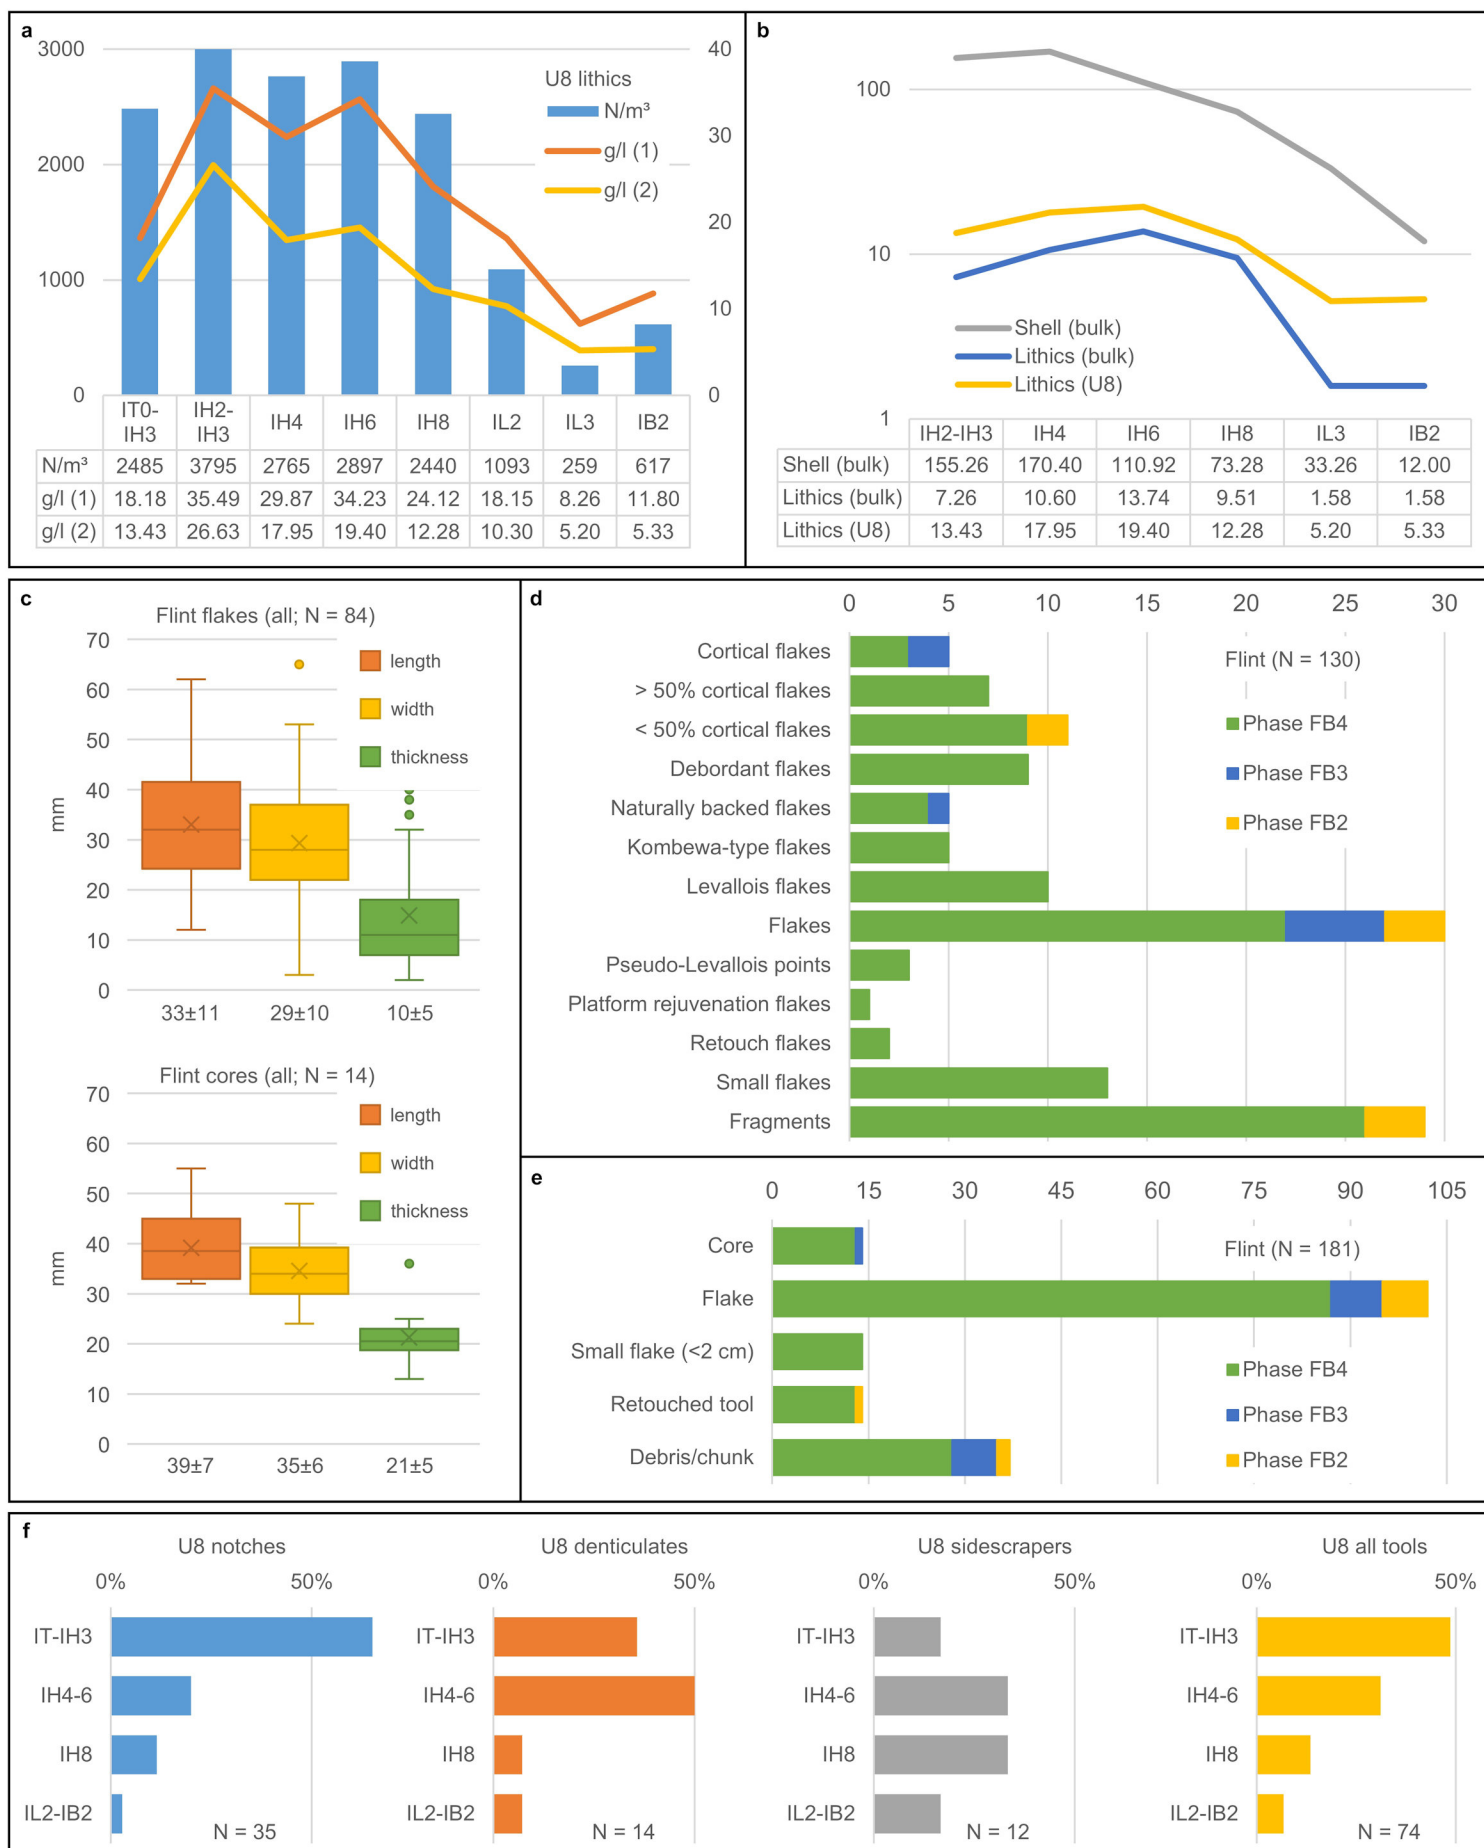 a
3000
2000
1000
0
40
30
20
10
0
U8 lithics
N/m³
g/l (1)
g/l (2)
IT0-IH3 IH2-IH3 IH4 IH6 IH8 IL2 IL3 IB2
N/m³ 2485 3795 2765 2897 2440 1093 259 617
g/l (1) 18.18 35.49 29.87 34.23 24.12 18.15 8.26 11.80
g/l (2) 13.43 26.63 17.95 19.40 12.28 10.30 5.20 5.33
b
100
10
1
Shell (bulk)
Lithics (bulk)
Lithics (U8)
IH2-IH3 IH4 IH6 IH8 IL3 IB2
Shell (bulk) 155.26 170.40 110.92 73.28 33.26 12.00
Lithics (bulk) 7.26 10.60 13.74 9.51 1.58 1.58
Lithics (U8) 13.43 17.95 19.40 12.28 5.20 5.33
c
Flint flakes (all; N = 84)
70
60
50
40
30
20
10
0
mm
length
width
thickness
33±11 29±10 10±5
Flint cores (all; N = 14)
70
60
50
40
30
20
10
0
mm
length
width
thickness
39±7 35±6 21±5
d
0 5 10 15 20 25 30
Cortical flakes
> 50% cortical flakes
< 50% cortical flakes
Debordant flakes
Naturally backed flakes
Kombewa-type flakes
Levallois flakes
Flakes
Pseudo-Levallois points
Platform rejuvenation flakes
Retouch flakes
Small flakes
Fragments
Flint (N = 130)
Phase FB4
Phase FB3
Phase FB2
e
0 15 30 45 60 75 90 105
Core
Flake
Small flake (<2 cm)
Retouched tool
Debris/chunk
Flint (N = 181)
Phase FB4
Phase FB3
Phase FB2
f
U8 notches
0% 50%
IT-IH3
IH4-6
IH8
IL2-IB2
N = 35
U8 denticulates
0% 50%
IT-IH3
IH4-6
IH8
IL2-IB2
N = 14
U8 sidescrapers
0% 50%
IT-IH3
IH4-6
IH8
IL2-IB2
N = 12
U8 all tools
0% 50%
IT-IH3
IH4-6
IH8
IL2-IB2
N = 74